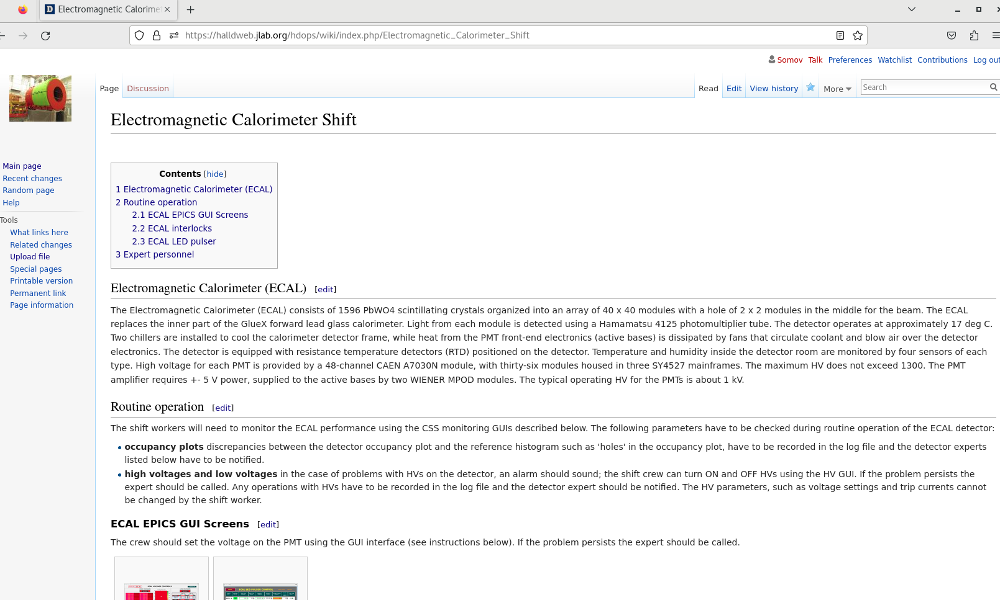 Electromagnetic Calorime
https://halldweb.jlab.org/hdops/wiki/index.php/Electromagnetic_Calorimeter_Shift
Somov Talk Preferences Watchlist Contributions Log out
Page Discussion Read Edit View history More Search
Electromagnetic Calorimeter Shift
Main page
Recent changes
Random page
Help
Tools
What links here
Related changes
Upload file
Special pages
Printable version
Permanent link
Page information
Contents [hide]
1 Electromagnetic Calorimeter (ECAL)
2 Routine operation
2.1 ECAL EPICS GUI Screens
2.2 ECAL interlocks
2.3 ECAL LED pulser
3 Expert personnel
Electromagnetic Calorimeter (ECAL) [edit]
The Electromagnetic Calorimeter (ECAL) consists of 1596 PbWO4 scintillating crystals organized into an array of 40 x 40 modules with a hole of 2 x 2 modules in the middle for the beam. The ECAL
replaces the inner part of the GlueX forward lead glass calorimeter. Light from each module is detected using a Hamamatsu 4125 photomultiplier tube. The detector operates at approximately 17 deg C.
Two chillers are installed to cool the calorimeter detector frame, while heat from the PMT front-end electronics (active bases) is dissipated by fans that circulate coolant and blow air over the detector
electronics. The detector is equipped with resistance temperature detectors (RTD) positioned on the detector. Temperature and humidity inside the detector room are monitored by four sensors of each
type. High voltage for each PMT is provided by a 48-channel CAEN A7030N module, with thirty-six modules housed in three SY4527 mainframes. The maximum HV does not exceed 1300. The PMT
amplifier requires +- 5 V power, supplied to the active bases by two WIENER MPOD modules. The typical operating HV for the PMTs is about 1 kV.
Routine operation [edit]
The shift workers will need to monitor the ECAL performance using the CSS monitoring GUIs described below. The following parameters have to be checked during routine operation of the ECAL detector:
occupancy plots discrepancies between the detector occupancy plot and the reference histogram such as 'holes' in the occupancy plot, have to be recorded in the log file and the detector experts
listed below have to be notified.
high voltages and low voltages in the case of problems with HVs on the detector, an alarm should sound; the shift crew can turn ON and OFF HVs using the HV GUI. If the problem persists the
expert should be called. Any operations with HVs have to be recorded in the log file and the detector expert should be notified. The HV parameters, such as voltage settings and trip currents cannot
be changed by the shift worker.
ECAL EPICS GUI Screens [edit]
The crew should set the voltage on the PMT using the GUI interface (see instructions below). If the problem persists the expert should be called.
ECAL VOLTAGE CONTROLS
ECAL LED PULSER CONTROL